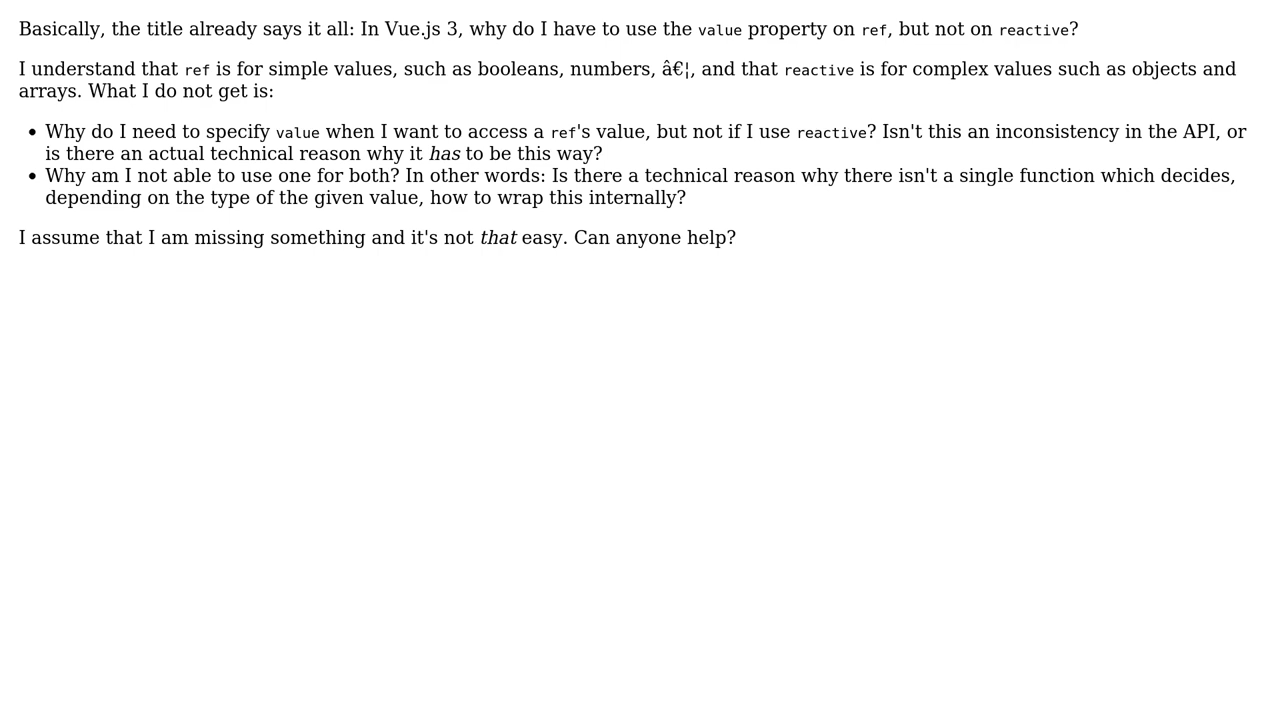 Basically, the title already says it all: In Vue.js 3, why do I have to use the value property on ref, but not on reactive?
I understand that ref is for simple values, such as booleans, numbers, â€¦, and that reactive is for complex values such as objects and
arrays. What I do not get is:
• Why do I need to specify value when I want to access a ref's value, but not if I use reactive? Isn't this an inconsistency in the API, or
is there an actual technical reason why it has to be this way?
• Why am I not able to use one for both? In other words: Is there a technical reason why there isn't a single function which decides,
depending on the type of the given value, how to wrap this internally?
I assume that I am missing something and it's not that easy. Can anyone help?